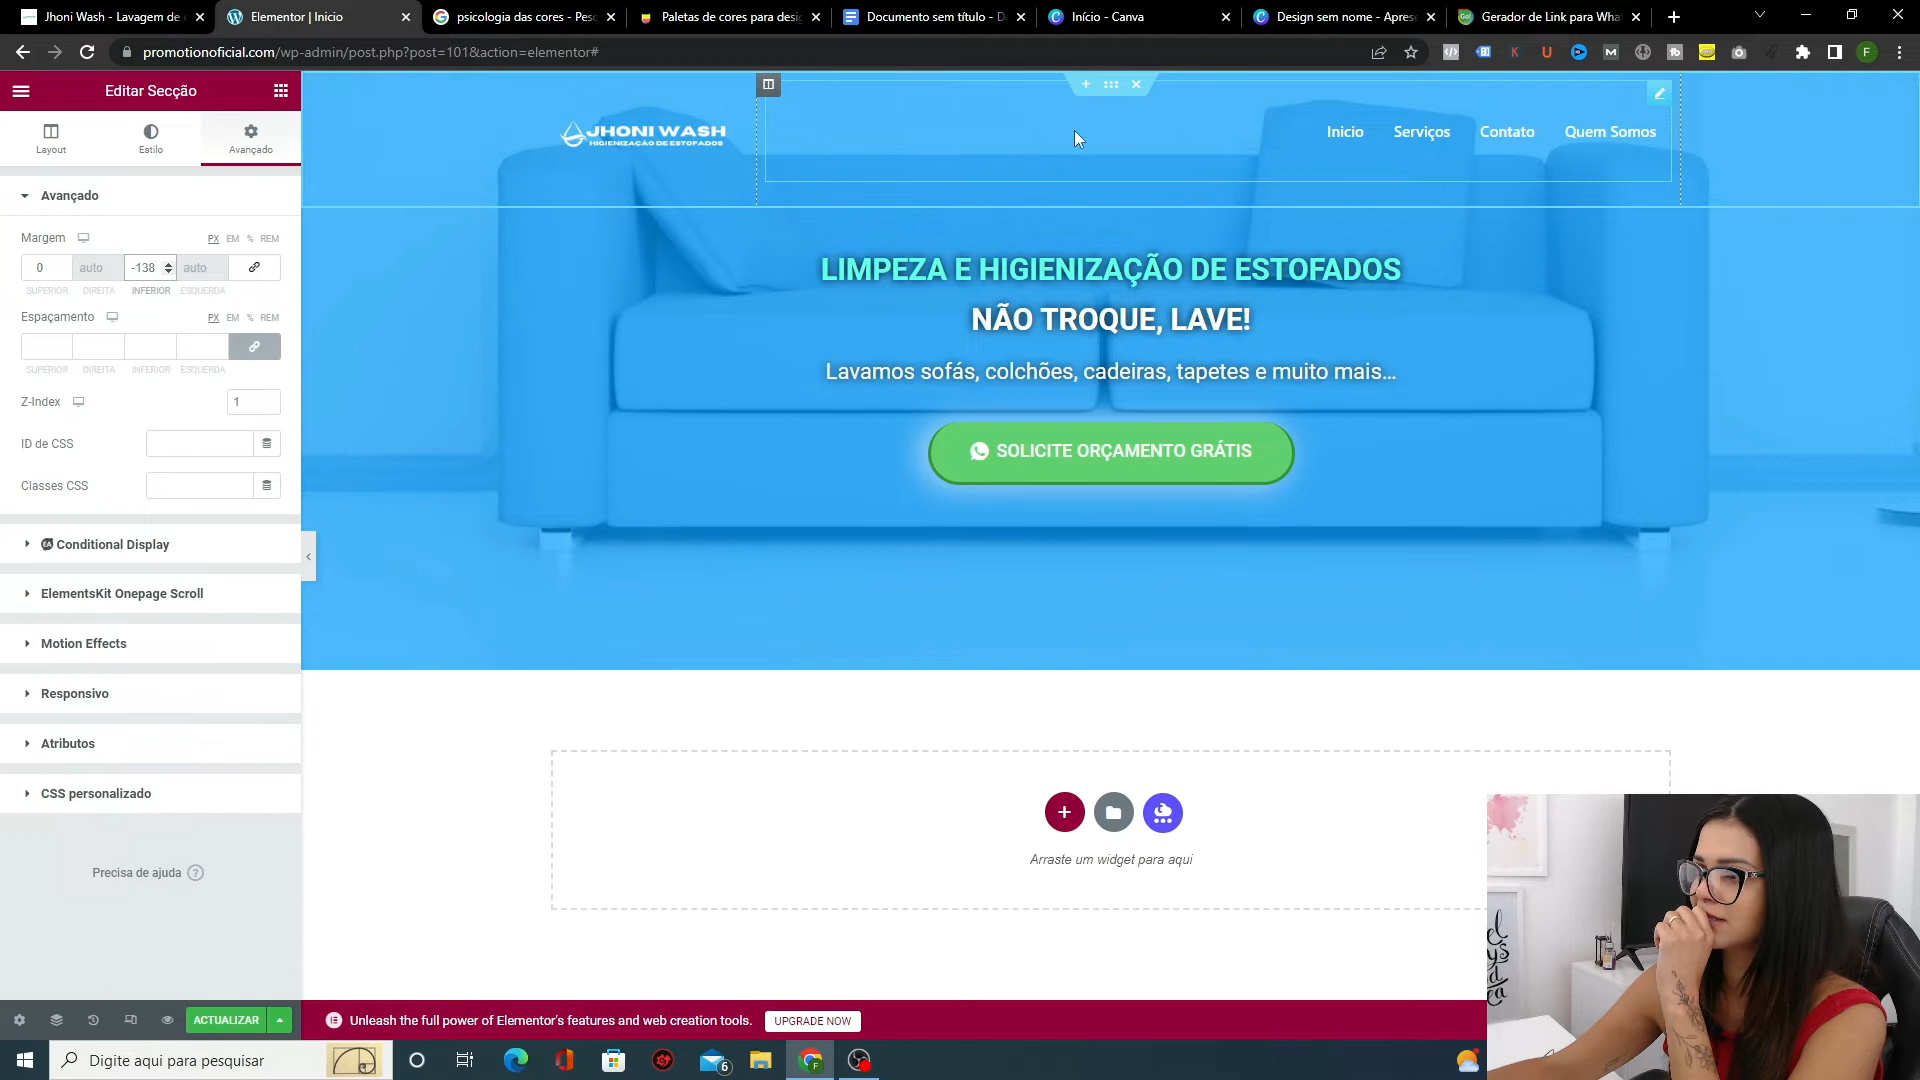 Jhoni Wash - Lavagem de
Elementor | Inicio
psicologia das cores - Pes
Paletas de cores para desi
Documento sem título - D
Início - Canva
Design sem nome - Aprese
Gerador de Link para Wha
promotionoficial.com/wp-admin/post.php?post=101&action=elementor#
Editar Secção
Layout
Estilo
Avançado
Avançado
Margem
PX EM % REM
0 auto -138 auto
SUPERIOR DIREITA INFERIOR ESQUERDA
Espaçamento
PX EM % REM
SUPERIOR DIREITA INFERIOR ESQUERDA
Z-Index
1
ID de CSS
Classes CSS
Conditional Display
ElementsKit Onepage Scroll
Motion Effects
Responsivo
Atributos
CSS personalizado
Precisa de ajuda ?
ACTUALIZAR
JHONI WASH
HIGIENIZAÇÃO DE ESTOFADOS
Inicio
Serviços
Contato
Quem Somos
LIMPEZA E HIGIENIZAÇÃO DE ESTOFADOS
NÃO TROQUE, LAVE!
Lavamos sofás, colchões, cadeiras, tapetes e muito mais...
SOLICITE ORÇAMENTO GRÁTIS
Arraste um widget para aqui
Unleash the full power of Elementor's features and web creation tools.
UPGRADE NOW
Digite aqui para pesquisar
6